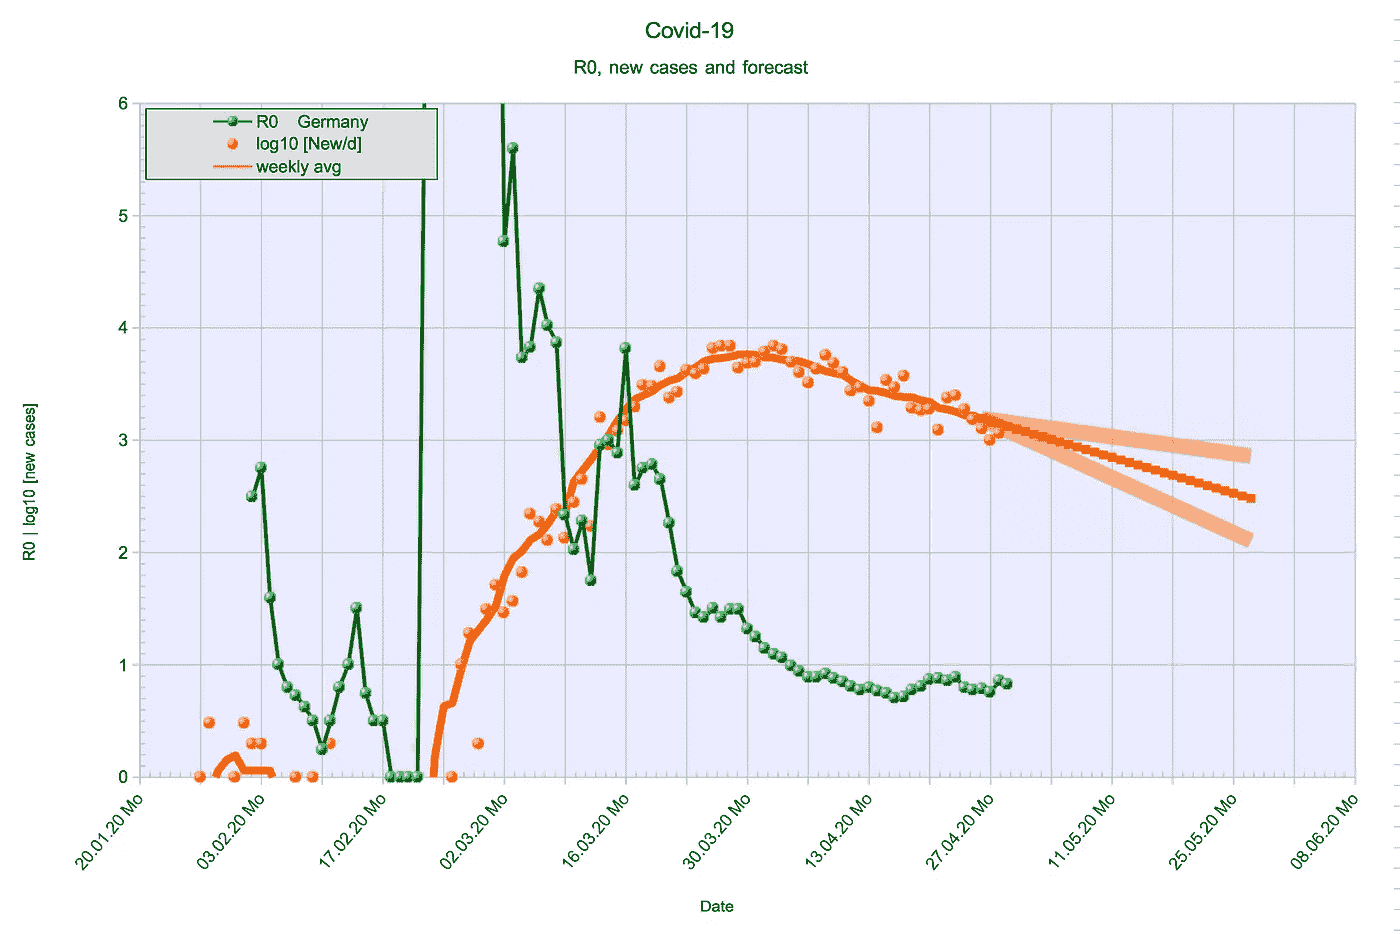 Covid-19
R0, new cases and forecast
R0 Germany
log10 [New/d]
weekly avg
6
5
4
3
2
1
0
R0 | log10 [new cases]
20.01.20 Mo
03.02.20 Mo
17.02.20 Mo
02.03.20 Mo
16.03.20 Mo
30.03.20 Mo
13.04.20 Mo
27.04.20 Mo
11.05.20 Mo
25.05.20 Mo
08.06.20 Mo
Date